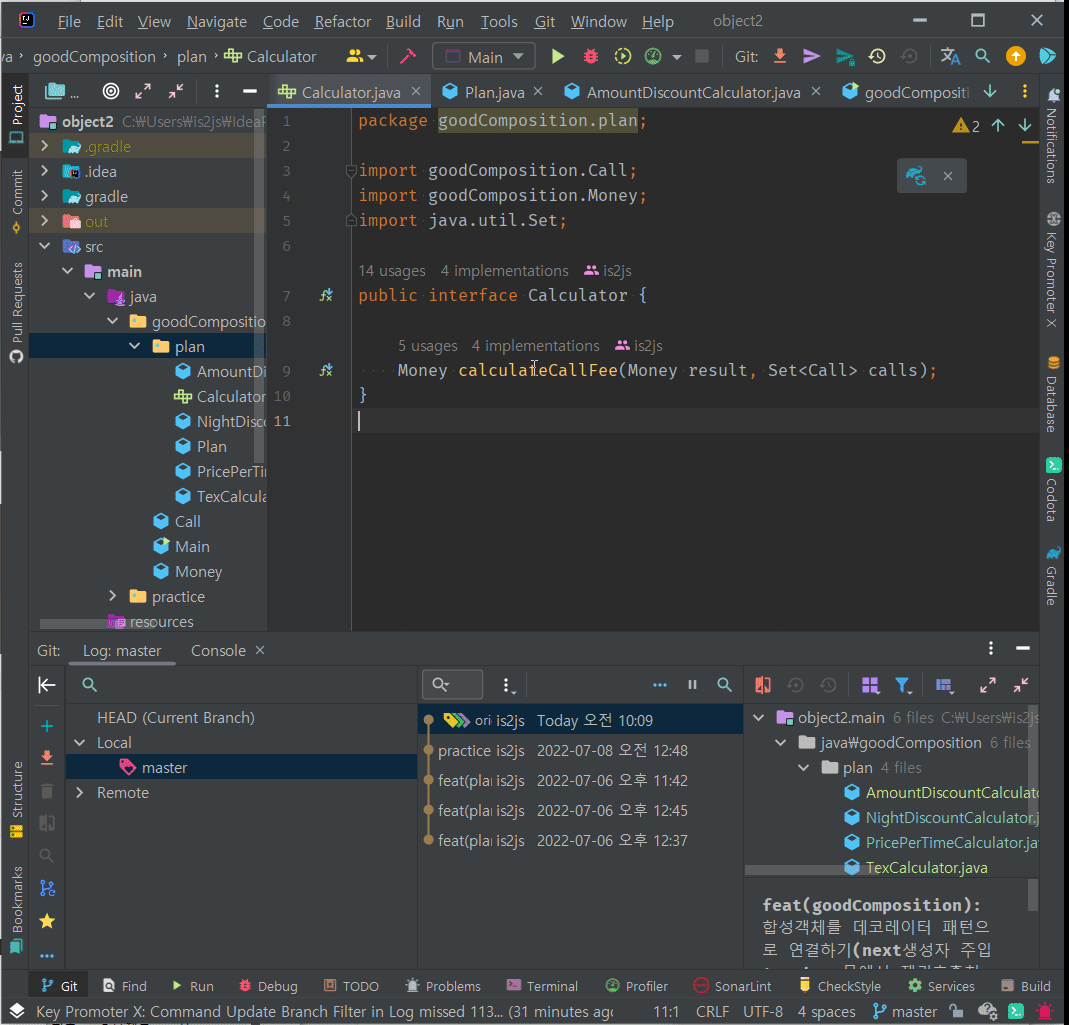 File Edit View Navigate Code Refactor Build Run Tools Git Window Help object2
va › goodComposition › plan › Calculator Main Git:
... Calculator.java Plan.java AmountDiscountCalculator.java goodCompositi
Project
Commit
Pull Requests
Structure
Bookmarks
object2 C:\Users₩is2js₩IdeaP
.gradle
.idea
gradle
out
src
main
java
goodCompositio
plan
AmountDi
Calculator
NightDisco
Plan
PricePerTi
TexCalcula
Call
Main
Money
practice
resources
1 package goodComposition.plan;
2
3 import goodComposition.Call;
4 import goodComposition.Money;
5 import java.util.Set;
6
14 usages 4 implementations is2js
7 public interface Calculator {
8
5 usages 4 implementations is2js
9 Money calculateCallFee(Money result, Set<Call> calls);
10 }
11
2
Notifications
Key Promoter X
Database
Codota
Gradle
Git: Log: master Console
HEAD (Current Branch)
Local
master
Remote
ori is2js Today 오전 10:09
practice is2js 2022-07-08 오전 12:48
feat(pla is2js 2022-07-06 오후 11:42
feat(pla is2js 2022-07-06 오후 12:45
feat(pla is2js 2022-07-06 오후 12:37
object2.main 6 files C:₩Users₩is2js
java₩goodComposition 6 files
plan 4 files
AmountDiscountCalculato
NightDiscountCalculator.j
PricePerTimeCalculator.ja
TexCalculator.java
feat(goodComposition):
합성객체를 데코레이터 패턴으
로 연결하기(next생성자 주입
Git Find Run Debug TODO Problems Terminal Profiler SonarLint CheckStyle Services Build
Key Promoter X: Command Update Branch Filter in Log missed 113... (31 minutes ago 11:1 CRLF UTF-8 4 spaces master